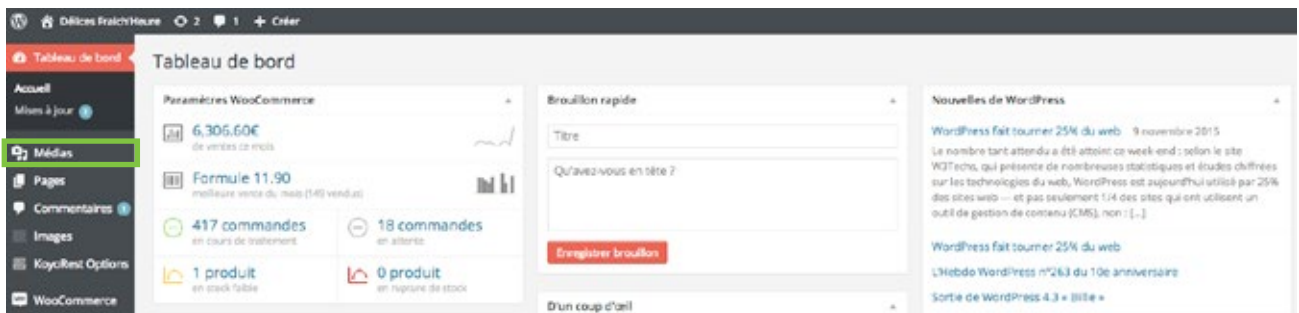 Délices Fraich'Heure 2 1 + Créer
Tableau de bord
Accueil
Mises à jour
Médias
Pages
Commentaires
Images
KoyoRest Options
WooCommerce
Tableau de bord
Paramètres WooCommerce
6,306.60€
de ventes ce mois
Formule 11.90
meilleure vente du mois (149 vendus)
417 commandes
en cours de traitement
18 commandes
en attente
1 produit
en stock faible
0 produit
en rupture de stock
Brouillon rapide
Titre
Qu'avez-vous en tête ?
Enregistrer brouillon
D'un coup d'œil
Nouvelles de WordPress
WordPress fait tourner 25% du web 9 novembre 2015
Le nombre tant attendu a été atteint ce week-end : selon le site
W3Techs, qui présente de nombreuses statistiques et études chiffrées
sur les technologies du web, WordPress est aujourd'hui utilisé par 25%
des sites web — et pas seulement 1/4 des sites qui ont utilisent un
outil de gestion de contenu (CMS), non : [...]
WordPress fait tourner 25% du web
L'Hebdo WordPress n°263 du 10e anniversaire
Sortie de WordPress 4.3 « Billie »